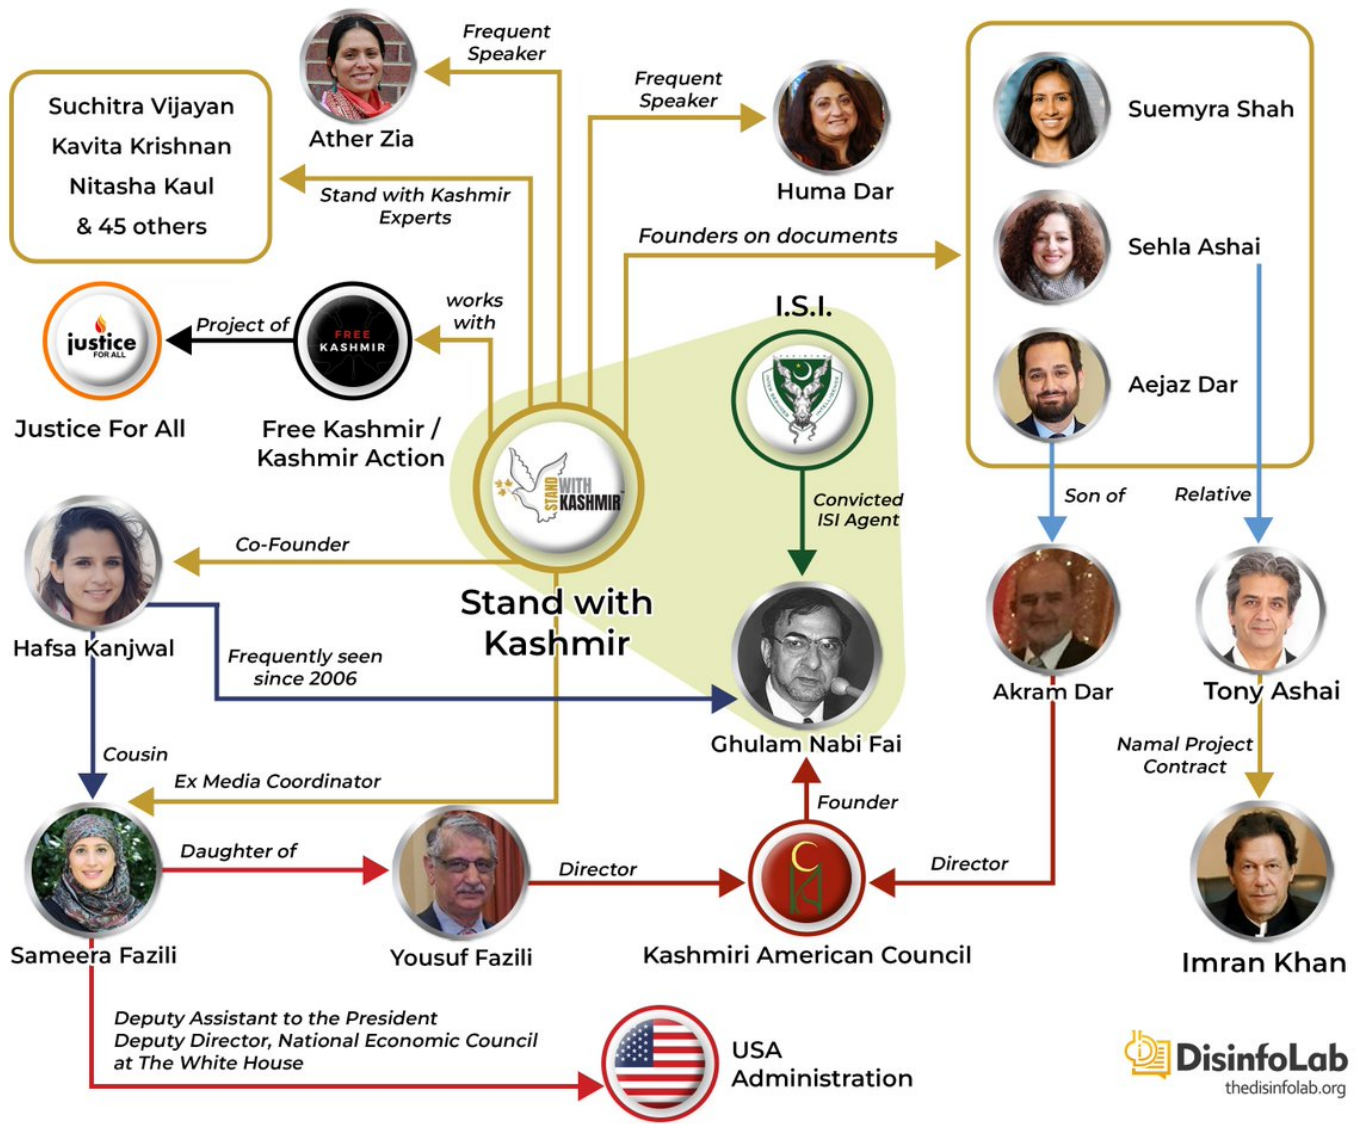 Frequent
Speaker
Ather Zia
Suchitra Vijayan
Kavita Krishnan
Nitasha Kaul
& 45 others
Stand with Kashmir
Experts
Frequent
Speaker
Huma Dar
Founders on documents
Suemyra Shah
Sehla Ashai
Aejaz Dar
justice
FOR ALL
Justice For All
Project of
FREE
KASHMIR
Free Kashmir /
Kashmir Action
works
with
I.S.I.
STAND
WITH
KASHMIR
Stand with
Kashmir
Convicted
ISI Agent
Son of
Relative
Co-Founder
Hafsa Kanjwal
Frequently seen
since 2006
Ghulam Nabi Fai
Akram Dar
Tony Ashai
Namal Project
Contract
Cousin
Ex Media Coordinator
Founder
Daughter of
Director
Director
Sameera Fazili
Yousuf Fazili
Kashmiri American Council
Imran Khan
Deputy Assistant to the President
Deputy Director, National Economic Council
at The White House
USA
Administration
DisinfoLab
thedisinfolab.org